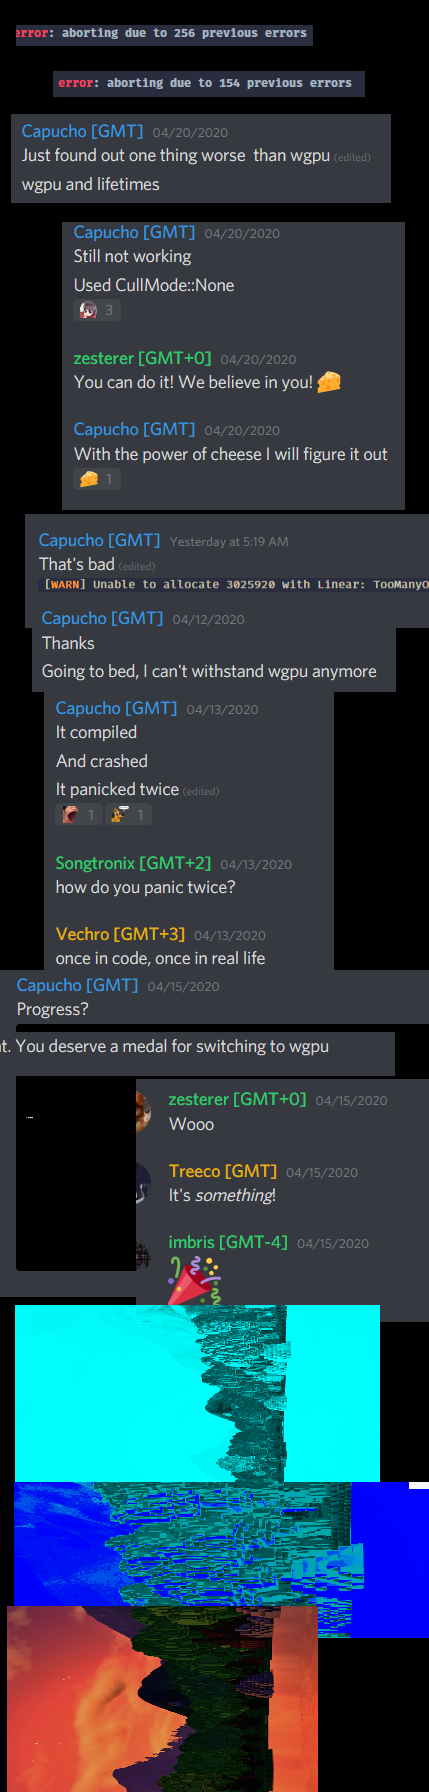 error: aborting due to 256 previous errors
error: aborting due to 154 previous errors
Capucho [GMT] 04/20/2020
Just found out one thing worse than wgpu (edited)
wgpu and lifetimes
Capucho [GMT] 04/20/2020
Still not working
Used CullMode::None
3
zesterer [GMT+0] 04/20/2020
You can do it! We believe in you! 🧀
Capucho [GMT] 04/20/2020
With the power of cheese I will figure it out
🧀 1
Capucho [GMT] Yesterday at 5:19 AM
That's bad (edited)
[WARN] Unable to allocate 3025920 with Linear: TooManyO
Capucho [GMT] 04/12/2020
Thanks
Going to bed, I can't withstand wgpu anymore
Capucho [GMT] 04/13/2020
It compiled
And crashed
It panicked twice (edited)
1 1
Songtronix [GMT+2] 04/13/2020
how do you panic twice?
Vechro [GMT+3] 04/13/2020
once in code, once in real life
Capucho [GMT] 04/15/2020
Progress?
t. You deserve a medal for switching to wgpu
zesterer [GMT+0] 04/15/2020
Wooo
Treeco [GMT] 04/15/2020
It's something!
imbris [GMT-4] 04/15/2020
🎉